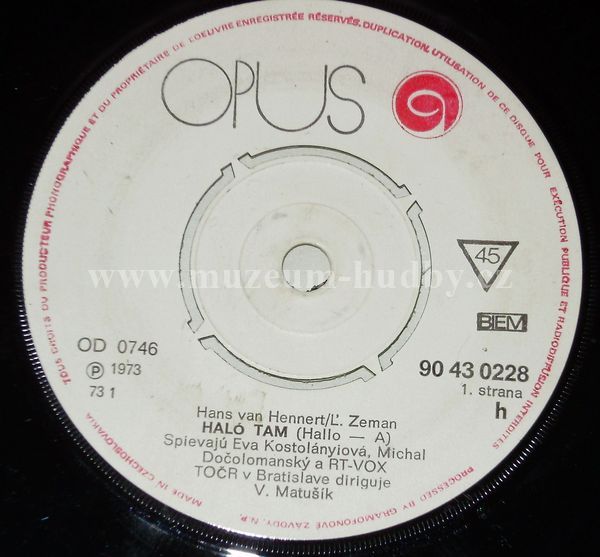 TOUS DROITS DU PRODUCTEUR PHONOGRAPHIQUE ET DU PROPRIÉTAIRE DE L'OEUVRE ENREGISTRÉE RÉSERVÉS. DUPLICATION, UTILISATION DE CE DISQUE POUR EXÉCUTION PUBLIQUE ET RADIODIFFUSION INTERDITES
OPUS
45
www.muzeum-hudby.cz
BIEM
OD 0746
90 43 0228
℗ 1973
1. strana
73 1
h
Hans van Hennert/Ľ. Zeman
HALÓ TAM (Hallo — A)
Spievajú Eva Kostolányiová, Michal
Dočolomanský a RT-VOX
TOČR v Bratislave diriguje
V. Matušík
MADE IN CZECHOSLOVAKIA
PROCESSED BY GRAMOFONOVÉ ZÁVODY, N.P.